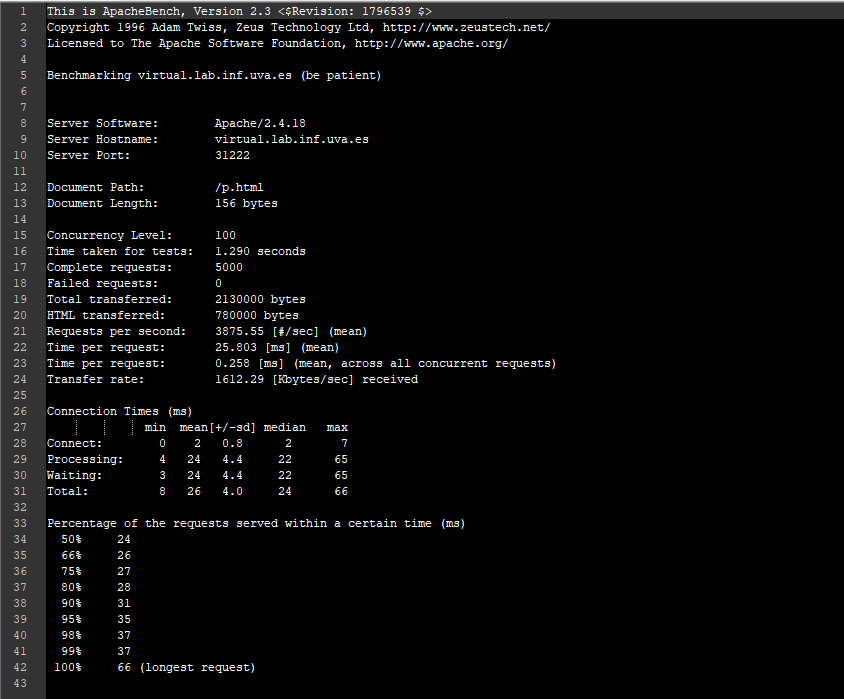 1 This is ApacheBench, Version 2.3 <$Revision: 1796539 $>
2 Copyright 1996 Adam Twiss, Zeus Technology Ltd, http://www.zeustech.net/
3 Licensed to The Apache Software Foundation, http://www.apache.org/
4
5 Benchmarking virtual.lab.inf.uva.es (be patient)
6
7
8 Server Software:        Apache/2.4.18
9 Server Hostname:        virtual.lab.inf.uva.es
10 Server Port:            31222
11
12 Document Path:          /p.html
13 Document Length:        156 bytes
14
15 Concurrency Level:      100
16 Time taken for tests:   1.290 seconds
17 Complete requests:      5000
18 Failed requests:        0
19 Total transferred:      2130000 bytes
20 HTML transferred:       780000 bytes
21 Requests per second:    3875.55 [#/sec] (mean)
22 Time per request:       25.803 [ms] (mean)
23 Time per request:       0.258 [ms] (mean, across all concurrent requests)
24 Transfer rate:          1612.29 [Kbytes/sec] received
25
26 Connection Times (ms)
27               min  mean[+/-sd] median   max
28 Connect:        0    2   0.8      2       7
29 Processing:     4   24   4.4     22      65
30 Waiting:        3   24   4.4     22      65
31 Total:          8   26   4.0     24      66
32
33 Percentage of the requests served within a certain time (ms)
34   50%     24
35   66%     26
36   75%     27
37   80%     28
38   90%     31
39   95%     35
40   98%     37
41   99%     37
42  100%     66 (longest request)
43